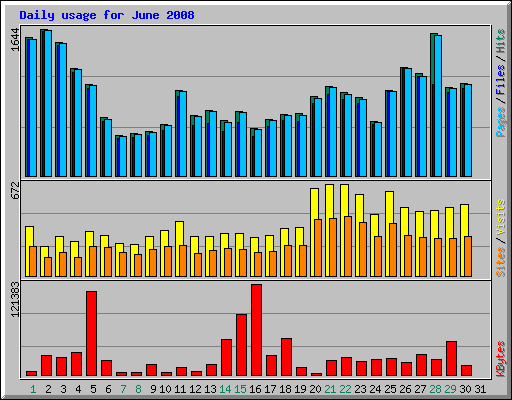 Daily usage for June 2008
1644
Pages / Files / Hits
672
Sites / Visits
121383
KBytes
1 2 3 4 5 6 7 8 9 10 11 12 13 14 15 16 17 18 19 20 21 22 23 24 25 26 27 28 29 30 31